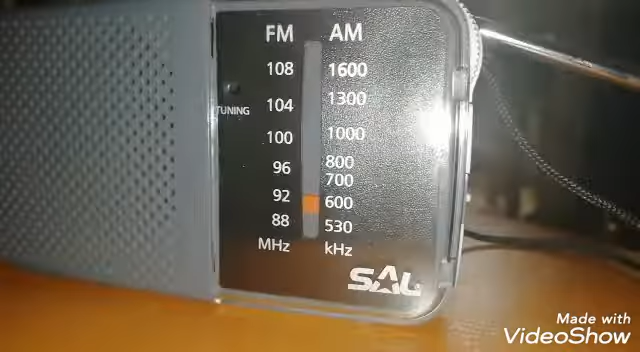 FM AM
108 1600
TUNING
104 1300
100 1000
96 800
700
92 600
88 530
MHz kHz
SAL
Made with
VideoShow